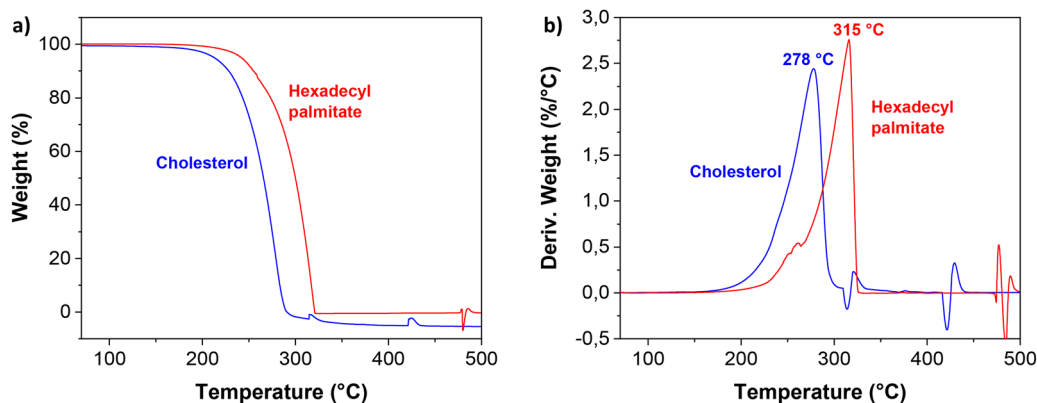 a)
Weight (%)
100
80
60
40
20
0
Hexadecyl
palmitate
Cholesterol
100 200 300 400 500
Temperature (°C)
b)
Deriv. Weight (%/°C)
3,0
2,5
2,0
1,5
1,0
0,5
0,0
-0,5
315 °C
278 °C
Hexadecyl
palmitate
Cholesterol
100 200 300 400 500
Temperature (°C)